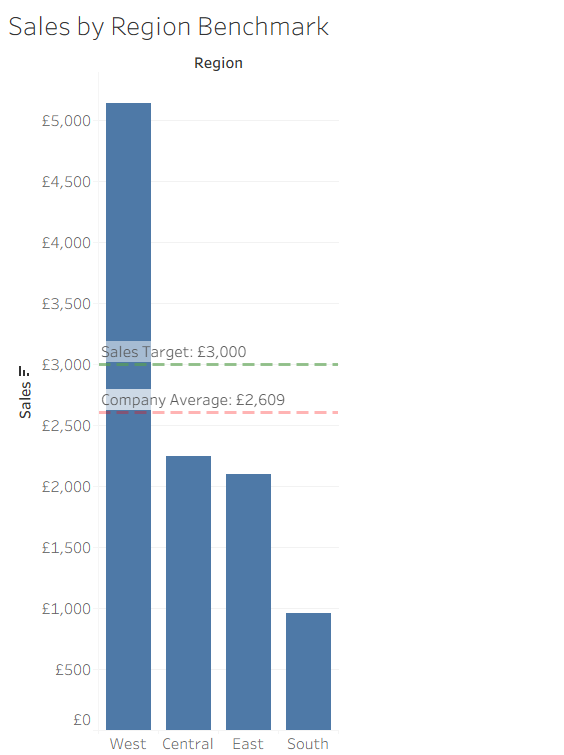 Sales by Region Benchmark
Region
£5,000
£4,500
£4,000
£3,500
Sales Target: £3,000
£3,000
Company Average: £2,609
Sales
£2,500
£2,000
£1,500
£1,000
£500
£0
West Central East South